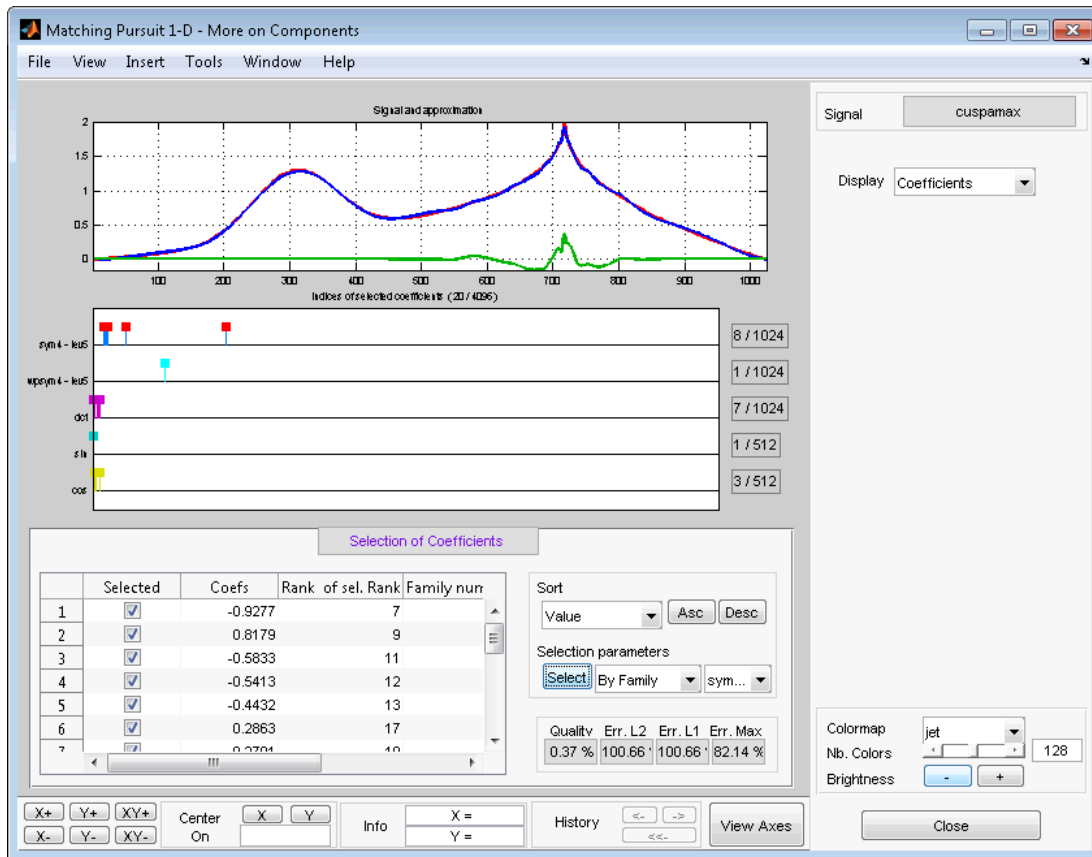 Matching Pursuit 1-D - More on Components
File View Insert Tools Window Help
Signal and approximation
2
1.5
1
0.5
0
100 200 300 400 500 600 700 800 900 1000
Indices of selected coefficients (20 / 4096)
sym4 - lev5 8 / 1024
wpsym4 - lev5 1 / 1024
dct 7 / 1024
sin 1 / 512
cos 3 / 512
Signal cuspamax
Display Coefficients
Selection of Coefficients
Selected Coefs Rank of sel. Rank Family num
1 -0.9277 7
2 0.8179 9
3 -0.5833 11
4 -0.5413 12
5 -0.4432 13
6 0.2863 17
Sort
Value Asc Desc
Selection parameters
Select By Family sym...
Quality Err. L2 Err. L1 Err. Max
0.37 % 100.66 100.66 82.14 %
Colormap jet
Nb. Colors 128
Brightness - +
X+ Y+ XY+
X- Y- XY-
Center On X Y
Info X =
Y =
History <- ->
<<-
View Axes
Close